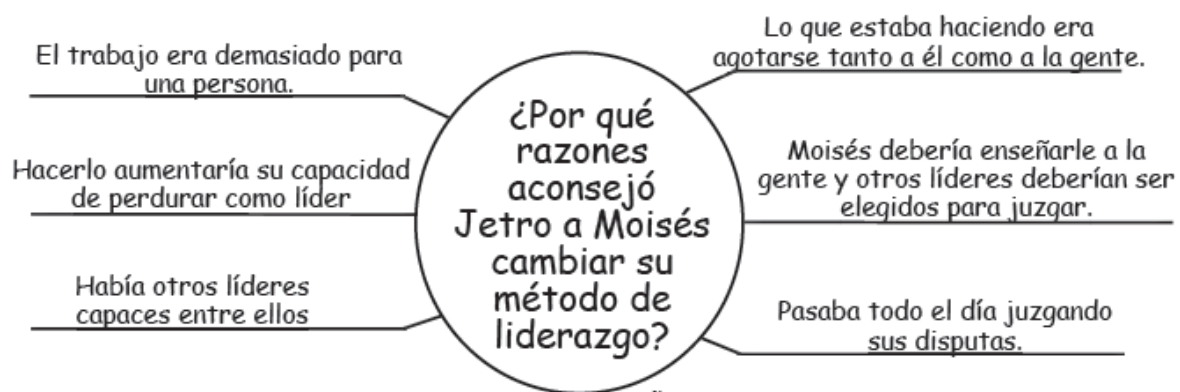 El trabajo era demasiado para
una persona.
Hacerlo aumentaría su capacidad
de perdurar como líder
Había otros líderes
capaces entre ellos
¿Por qué
razones
aconsejó
Jetro a Moisés
cambiar su
método de
liderazgo?
Lo que estaba haciendo era
agotarse tanto a él como a la gente.
Moisés debería enseñarle a la
gente y otros líderes deberían ser
elegidos para juzgar.
Pasaba todo el día juzgando
sus disputas.